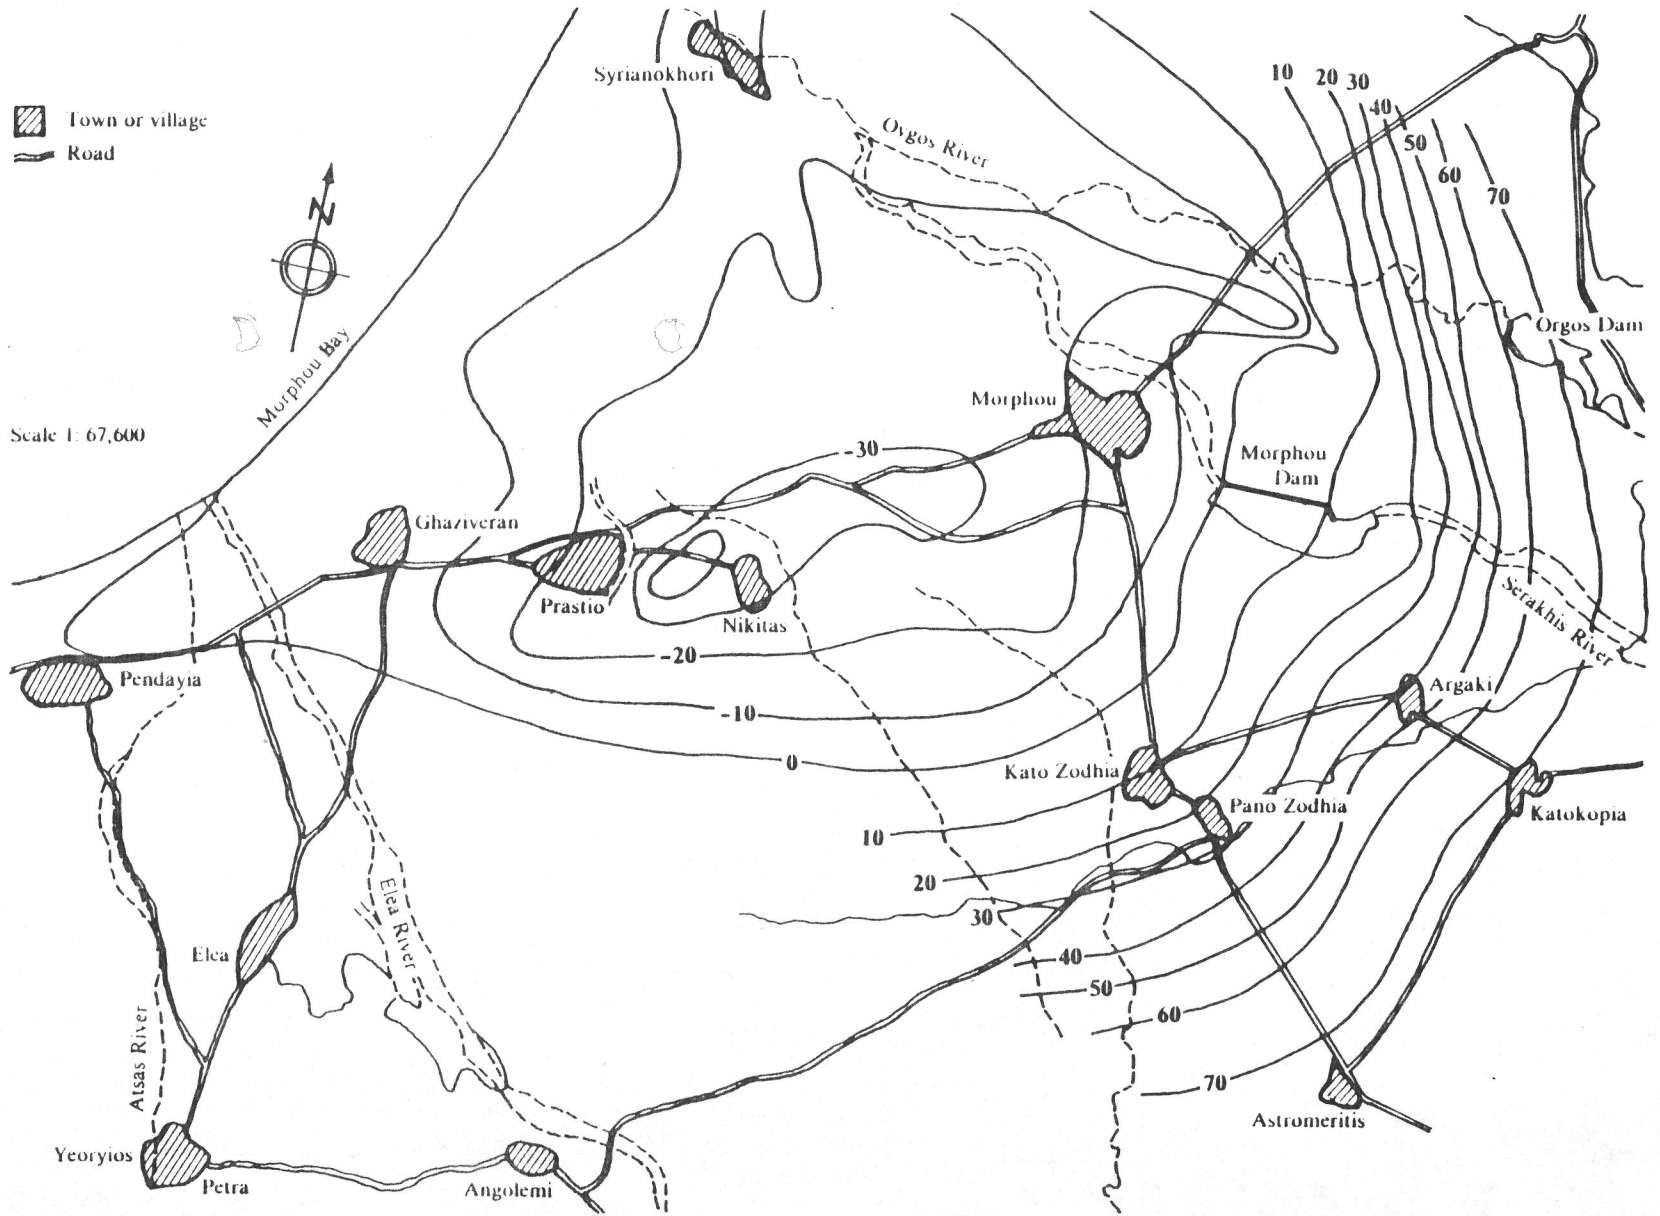 Syrianokhori
10
20
30
40
50
60
70
Town or village
Road
Ovgos River
N
Morphou Bay
Orgos Dam
Scale 1: 67,600
Morphou
-30
Morphou
Dam
Ghaziveran
Prastio
Nikitas
Serakhis River
-20
Pendayia
Argaki
-10
0
Kato Zodhia
Pano Zodhia
Katokopia
10
20
30
Elea River
Elea
40
50
60
70
Atsas River
Astromeritis
Yeoryios
Petra
Angolemi